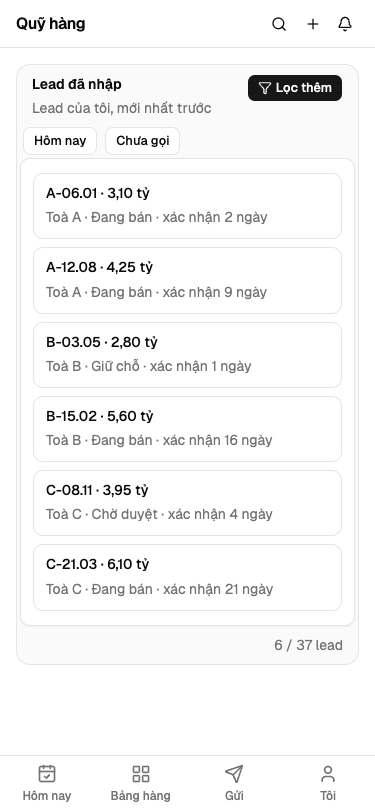 Quỹ hàng
Lead đã nhập
Lead của tôi, mới nhất trước
Lọc thêm
Hôm nay
Chưa gọi
A-06.01 · 3,10 tỷ
Toà A · Đang bán · xác nhận 2 ngày
A-12.08 · 4,25 tỷ
Toà A · Đang bán · xác nhận 9 ngày
B-03.05 · 2,80 tỷ
Toà B · Giữ chỗ · xác nhận 1 ngày
B-15.02 · 5,60 tỷ
Toà B · Đang bán · xác nhận 16 ngày
C-08.11 · 3,95 tỷ
Toà C · Chờ duyệt · xác nhận 4 ngày
C-21.03 · 6,10 tỷ
Toà C · Đang bán · xác nhận 21 ngày
6 / 37 lead
Hôm nay
Bảng hàng
Gửi
Tôi